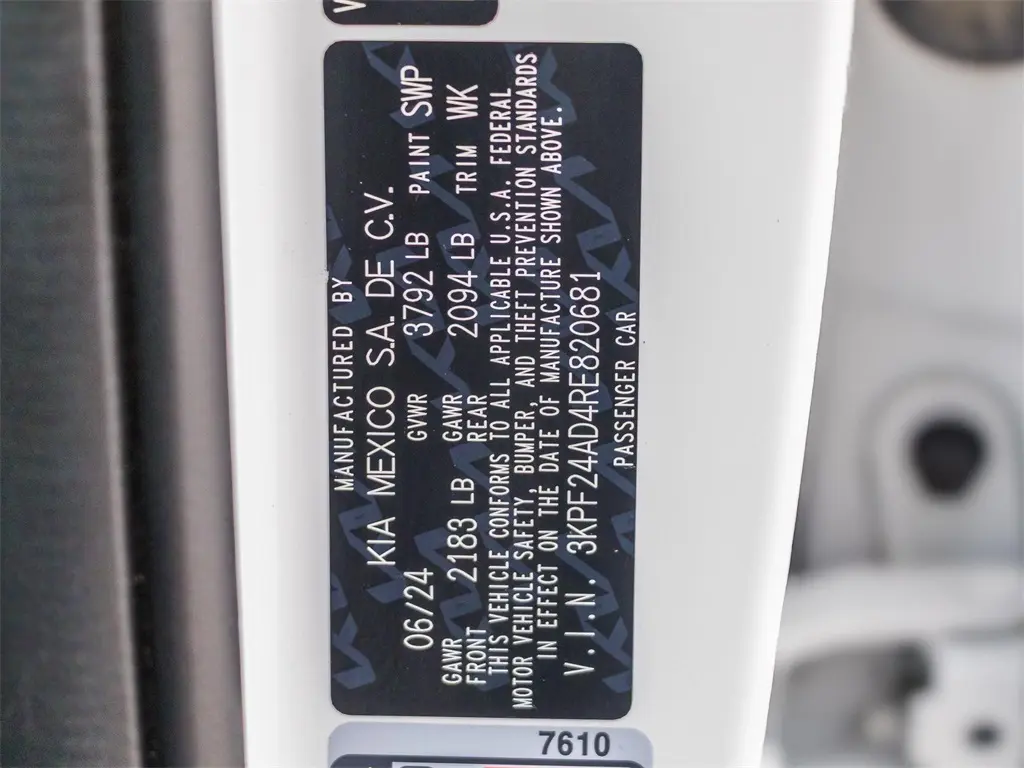 V
MANUFACTURED BY
KIA MEXICO S.A. DE C.V.
06/24 GVWR 3792 LB PAINT SWP
GAWR FRONT 2183 LB GAWR REAR 2094 LB TRIM WK
THIS VEHICLE CONFORMS TO ALL APPLICABLE U.S.A. FEDERAL
MOTOR VEHICLE SAFETY, BUMPER, AND THEFT PREVENTION STANDARDS
IN EFFECT ON THE DATE OF MANUFACTURE SHOWN ABOVE.
V.I.N. 3KPF24AD4RE820681
PASSENGER CAR
7610